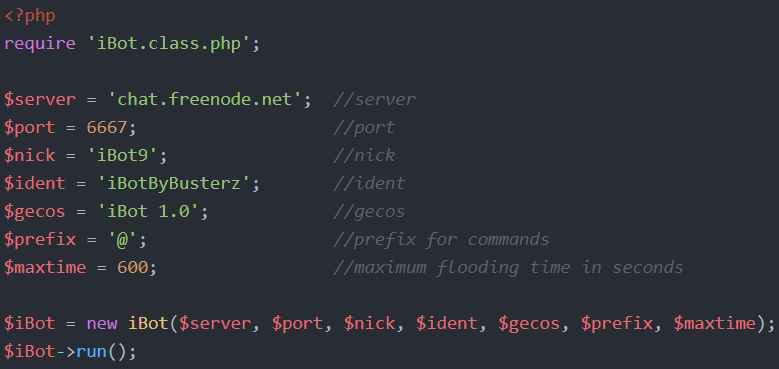 <?php
require 'iBot.class.php';
$server = 'chat.freenode.net';  //server
$port = 6667;                   //port
$nick = 'iBot9';                //nick
$ident = 'iBotByBusterz';       //ident
$gecos = 'iBot 1.0';            //gecos
$prefix = '@';                  //prefix for commands
$maxtime = 600;                 //maximum flooding time in seconds
$iBot = new iBot($server, $port, $nick, $ident, $gecos, $prefix, $maxtime);
$iBot->run();